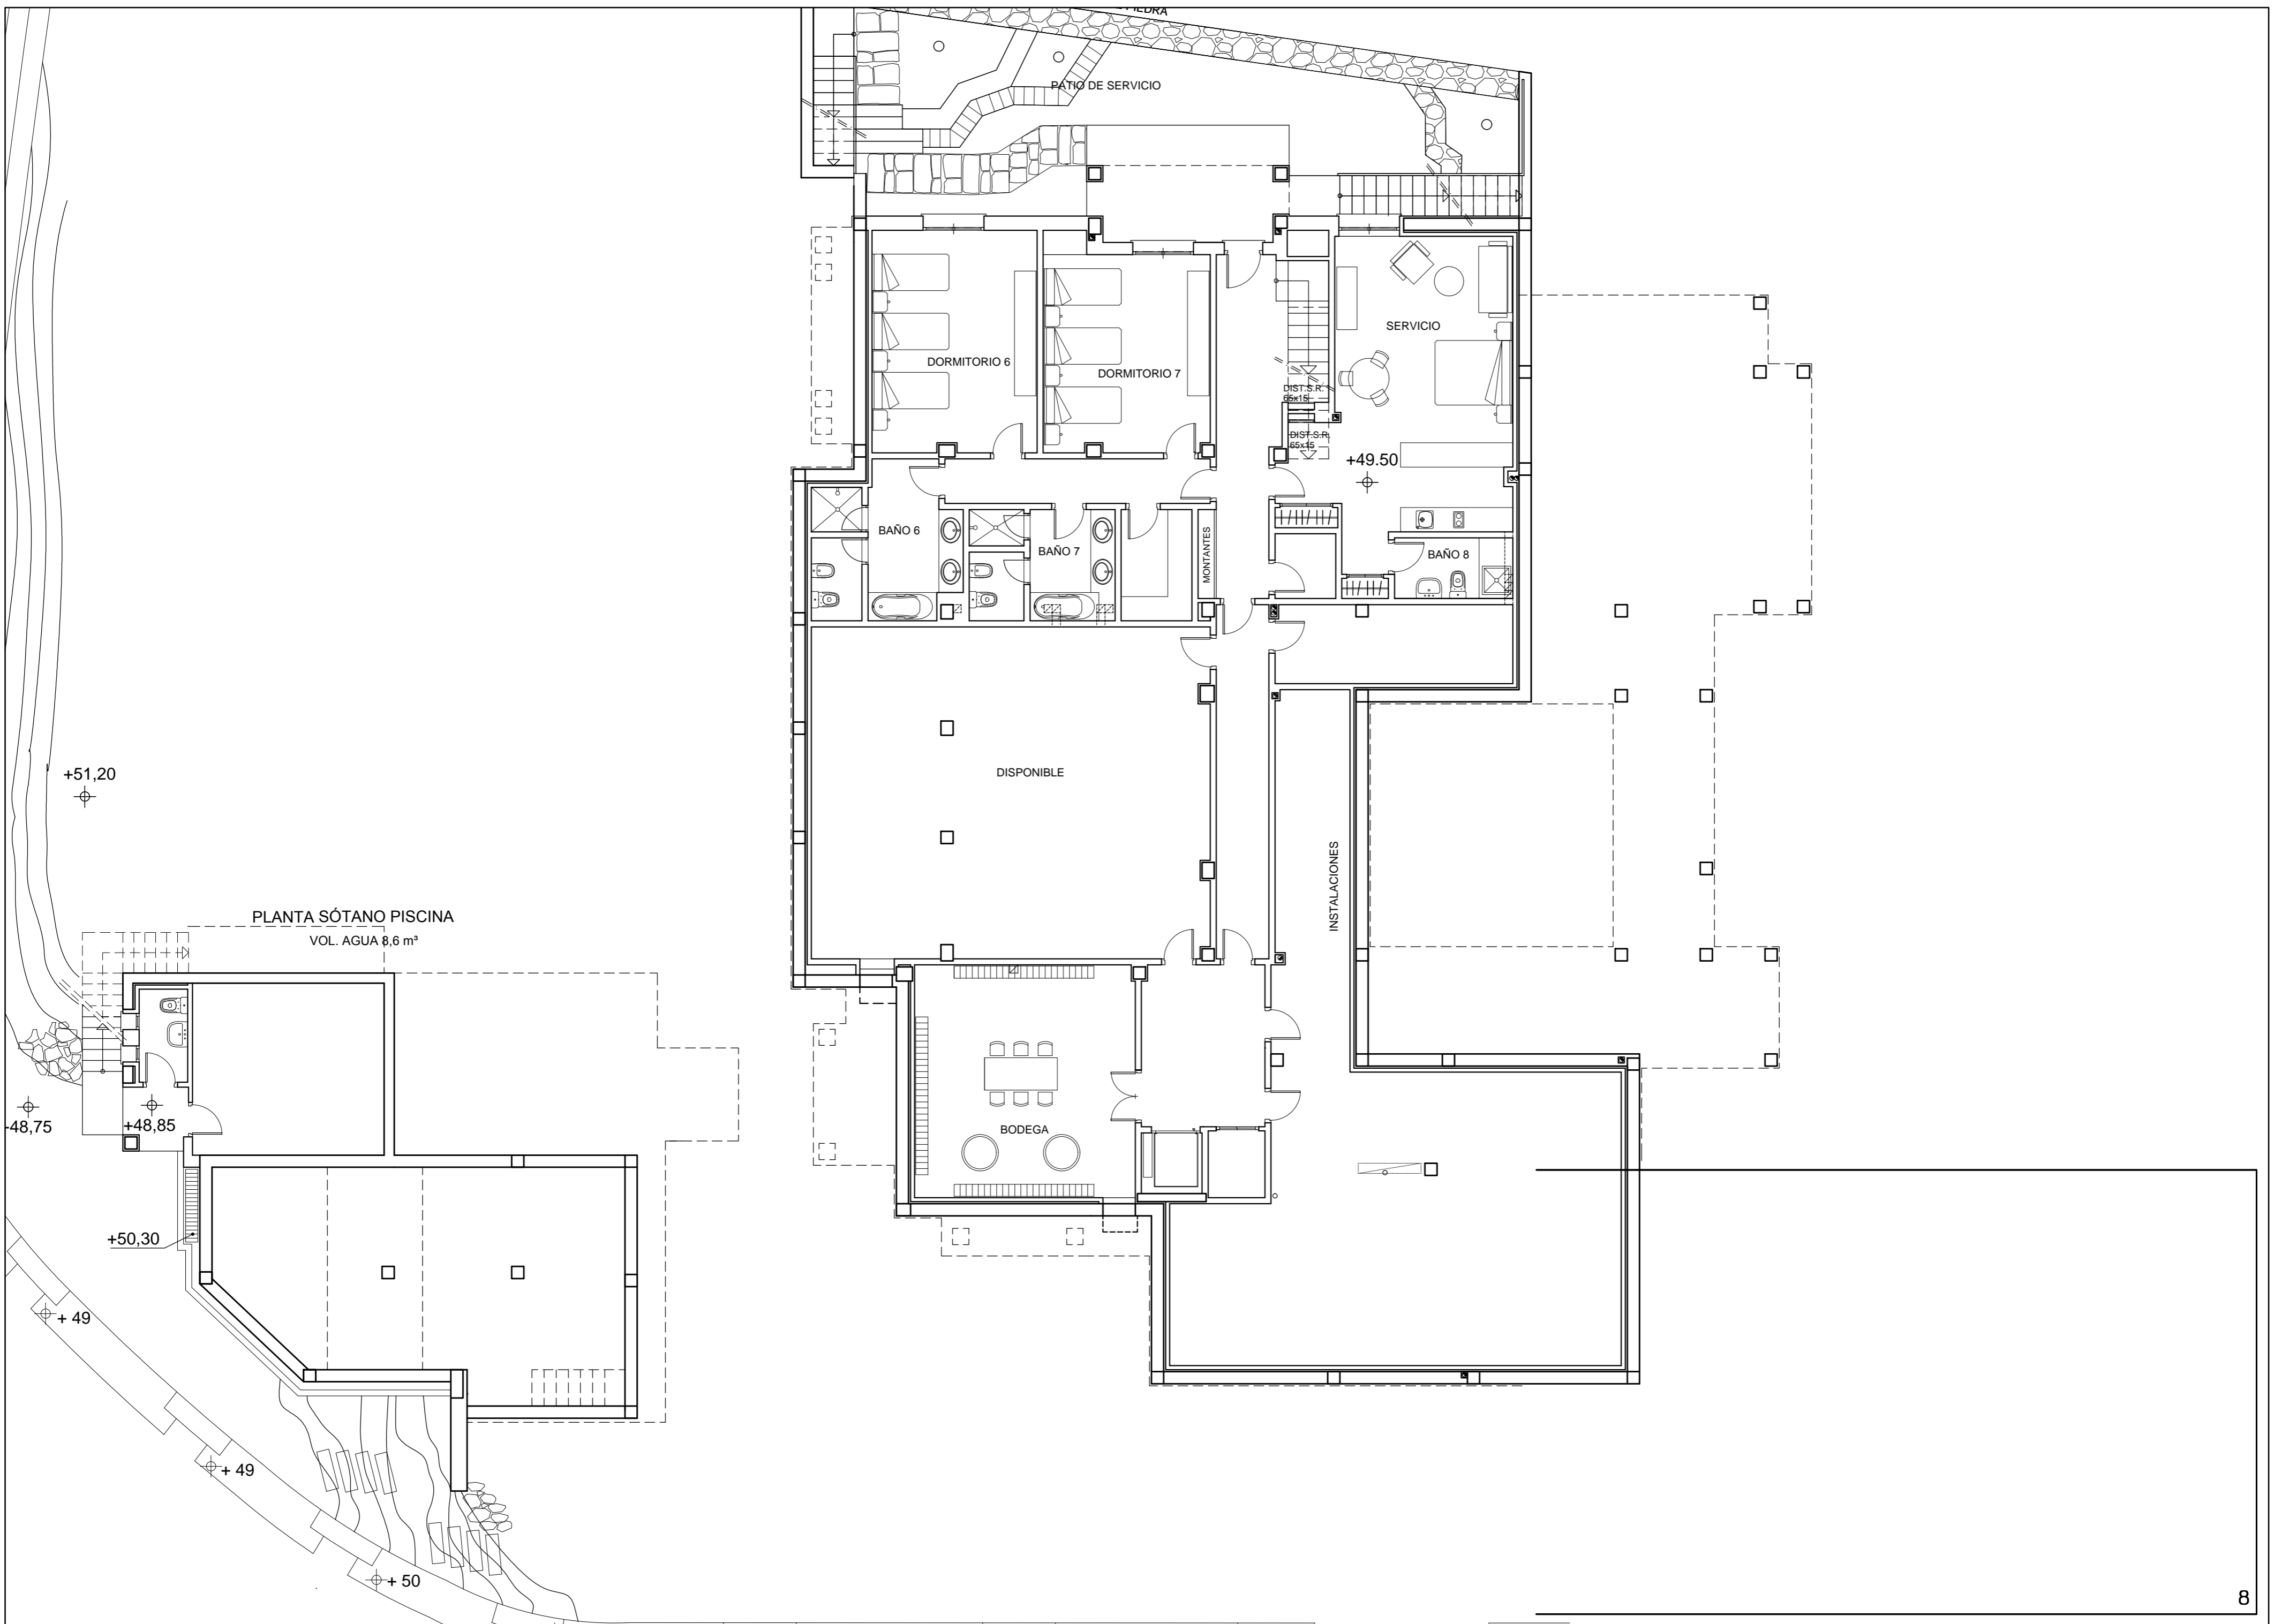 PIEDRA
PATIO DE SERVICIO
SERVICIO
DORMITORIO 6
DORMITORIO 7
DIST.S.R.
65x15
DIST.S.R.
65x15
+49.50
BAÑO 6
BAÑO 7
MONTANTES
BAÑO 8
+51,20
DISPONIBLE
INSTALACIONES
PLANTA SÓTANO PISCINA
VOL. AGUA 8,6 m³
48,75
+48,85
BODEGA
+50,30
+ 49
+ 49
+ 50
8